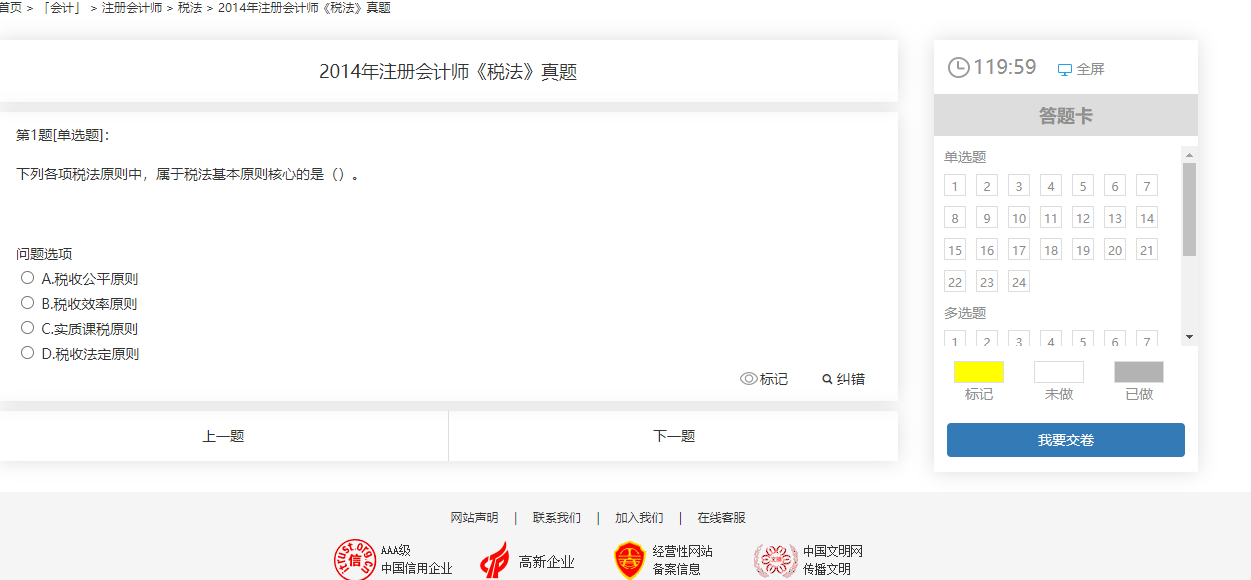 首页 > 「会计」 > 注册会计师 > 税法 > 2014年注册会计师《税法》真题
2014年注册会计师《税法》真题
第1题[单选题]:
下列各项税法原则中，属于税法基本原则核心的是（）。
问题选项
A.税收公平原则
B.税收效率原则
C.实质课税原则
D.税收法定原则
标记 纠错
上一题 下一题
119:59 全屏
答题卡
单选题
1 2 3 4 5 6 7
8 9 10 11 12 13 14
15 16 17 18 19 20 21
22 23 24
多选题
1 2 3 4 5 6 7
标记 未做 已做
我要交卷
网站声明 | 联系我们 | 加入我们 | 在线客服
itrust.org.cn
信
AAA级
中国信用企业
高新企业
经营性网站
备案信息
中国文明网
传播文明